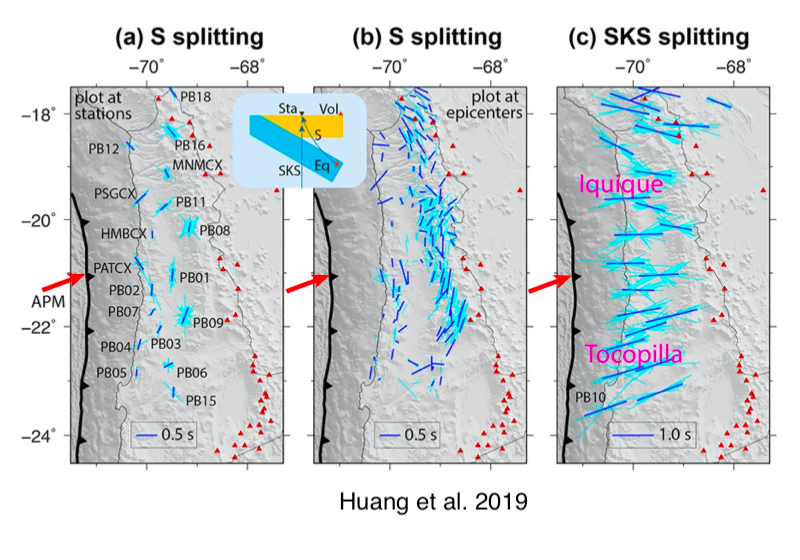 (a) S splitting
(b) S splitting
(c) SKS splitting
−70° −68°
−70° −68°
−70° −68°
−18°
−20°
−22°
−24°
plot at
stations
PB18
PB12
PB16
MNMCX
PSGCX
PB11
HMBCX
PB08
PATCX
PB01
PB02
PB07
PB09
PB04
PB03
PB05
PB06
PB15
APM
0.5 s
Sta Vol.
S
SKS
Eq
plot at
epicenters
0.5 s
Iquique
Tocopilla
PB10
1.0 s
Huang et al. 2019